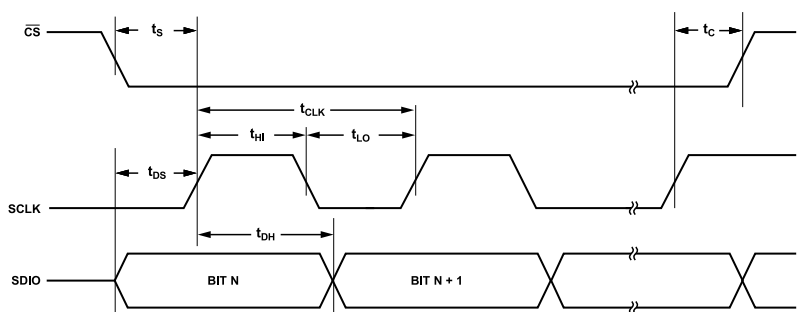 CS
tS
tC
tCLK
tHI
tLO
tDS
SCLK
tDH
SDIO
BIT N
BIT N + 1